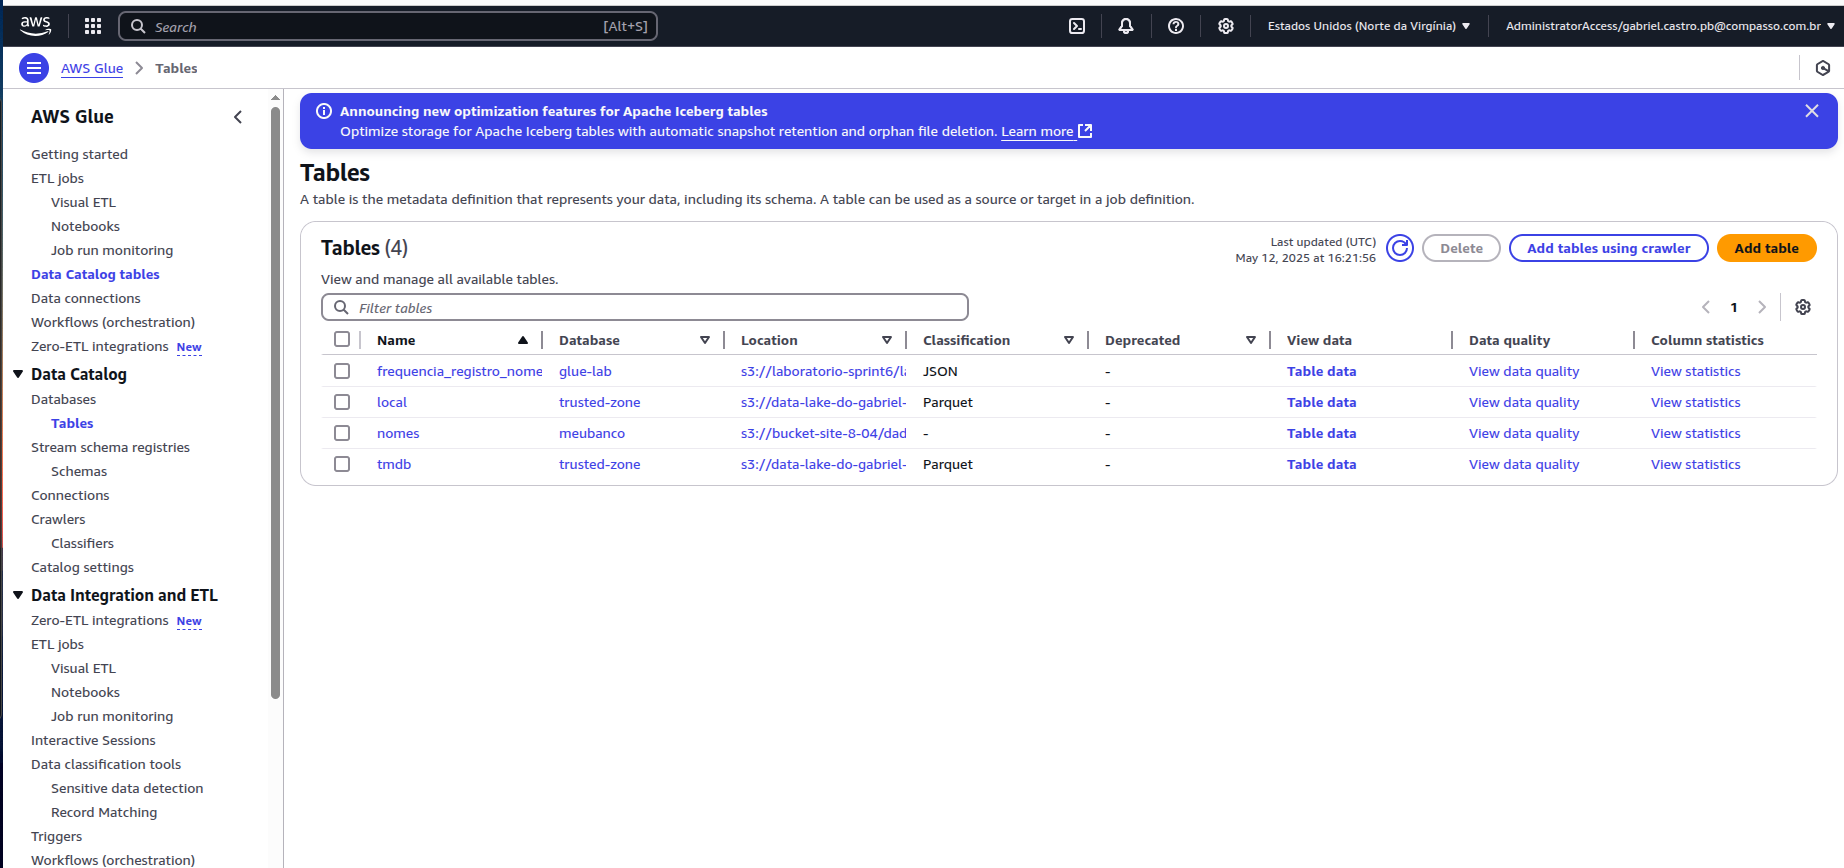 aws
Search [Alt+S]
Estados Unidos (Norte da Virgínia)
AdministratorAccess/gabriel.castro.pb@compasso.com.br
AWS Glue > Tables
AWS Glue
Getting started
ETL jobs
Visual ETL
Notebooks
Job run monitoring
Data Catalog tables
Data connections
Workflows (orchestration)
Zero-ETL integrations New
Data Catalog
Databases
Tables
Stream schema registries
Schemas
Connections
Crawlers
Classifiers
Catalog settings
Data Integration and ETL
Zero-ETL integrations New
ETL jobs
Visual ETL
Notebooks
Job run monitoring
Interactive Sessions
Data classification tools
Sensitive data detection
Record Matching
Triggers
Workflows (orchestration)
Announcing new optimization features for Apache Iceberg tables
Optimize storage for Apache Iceberg tables with automatic snapshot retention and orphan file deletion. Learn more
Tables
A table is the metadata definition that represents your data, including its schema. A table can be used as a source or target in a job definition.
Tables (4)
Last updated (UTC)
May 12, 2025 at 16:21:56
Delete
Add tables using crawler
Add table
View and manage all available tables.
Filter tables
1
Name Database Location Classification Deprecated View data Data quality Column statistics
frequencia_registro_nome glue-lab s3://laboratorio-sprint6/la JSON - Table data View data quality View statistics
local trusted-zone s3://data-lake-do-gabriel- Parquet - Table data View data quality View statistics
nomes meubanco s3://bucket-site-8-04/dad - - Table data View data quality View statistics
tmdb trusted-zone s3://data-lake-do-gabriel- Parquet - Table data View data quality View statistics